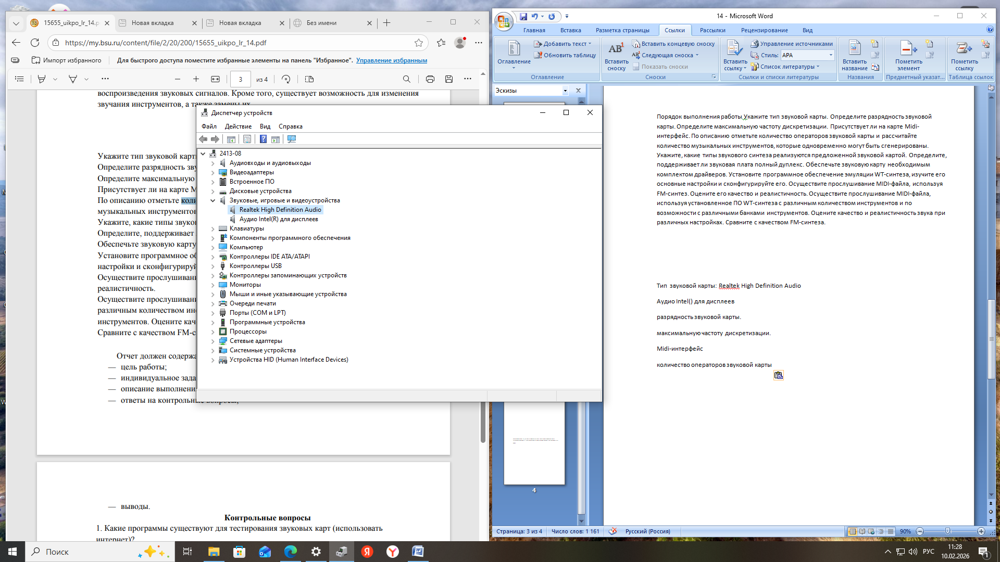 15655_uikpo_lr_14.p
Новая вкладка
Новая вкладка
Без имени
https://my.bsu.ru/content/file/2/20/200/15655_uikpo_lr_14.pdf
Импорт избранного
Для быстрого доступа поместите избранные элементы на панель "Избранное". Управление избранным
3 из 4
воспроизведения звуковых сигналов. Кроме того, существует возможность для изменения
звучания инструментов, а также замены их
Укажите тип звуковой карт
Определите разрядность зву
Определите максимальную
Присутствует ли на карте M
По описанию отметьте коли
музыкальных инструментов
Укажите, какие типы звуко
Определите, поддерживает
Обеспечьте звуковую карту
Установите программное об
настройки и сконфигурируй
Осуществите прослушивани
реалистичность.
Осуществите прослушивани
различным количеством ин
инструментов. Оцените кач
Сравните с качеством FM-с
Отчет должен содержа
— цель работы;
— индивидуальное зада
— описание выполнени
— ответы на контрольные вопросы;
— выводы.
Контрольные вопросы
1. Какие программы существуют для тестирования звуковых карт (использовать
интернет)?
Диспетчер устройств
Файл Действие Вид Справка
2413-08
Аудиовходы и аудиовыходы
Видеоадаптеры
Встроенное ПО
Дисковые устройства
Звуковые, игровые и видеоустройства
Realtek High Definition Audio
Аудио Intel(R) для дисплеев
Клавиатуры
Компоненты программного обеспечения
Компьютер
Контроллеры IDE ATA/ATAPI
Контроллеры USB
Контроллеры запоминающих устройств
Мониторы
Мыши и иные указывающие устройства
Очереди печати
Порты (COM и LPT)
Программные устройства
Процессоры
Сетевые адаптеры
Системные устройства
Устройства HID (Human Interface Devices)
14 - Microsoft Word
Главная Вставка Разметка страницы Ссылки Рассылки Рецензирование Вид
Оглавление
Добавить текст
Обновить таблицу
Оглавление
AB¹
Вставить сноску
Вставить концевую сноску
Следующая сноска
Показать сноски
Сноски
Вставить ссылку
Управление источниками
Стиль: APA
Список литературы
Ссылки и списки литературы
Вставить название
Названия
Пометить элемент
Предметный указат...
Пометить ссылку
Таблица ссылок
Эскизы
4
Порядок выполнения работы Укажите тип звуковой карты. Определите разрядность звуковой
карты. Определите максимальную частоту дискретизации. Присутствует ли на карте Midi-
интерфейс. По описанию отметьте количество операторов звуковой карты и рассчитайте
количество музыкальных инструментов, которые одновременно могут быть сгенерированы.
Укажите, какие типы звукового синтеза реализуются предложенной звуковой картой. Определите,
поддерживает ли звуковая плата полный дуплекс. Обеспечьте звуковую карту необходимым
комплектом драйверов. Установите программное обеспечение эмуляции WT-синтеза, изучите его
основные настройки и сконфигурируйте его. Осуществите прослушивание MIDI-файла, используя
FM-синтез. Оцените его качество и реалистичность. Осуществите прослушивание MIDI-файла,
используя установленное ПО WT-синтеза с различным количеством инструментов и по
возможности с различными банками инструментов. Оцените качество и реалистичность звука при
различных настройках. Сравните с качеством FM-синтеза.
Тип звуковой карты: Realtek High Definition Audio
Аудио Intel() для дисплеев
разрядность звуковой карты.
максимальную частоту дискретизации.
Midi-интерфейс
количество операторов звуковой карты
Страница: 3 из 4 Число слов: 1 161 Русский (Россия) 90%
Поиск
РУС
11:28
10.02.2026
1